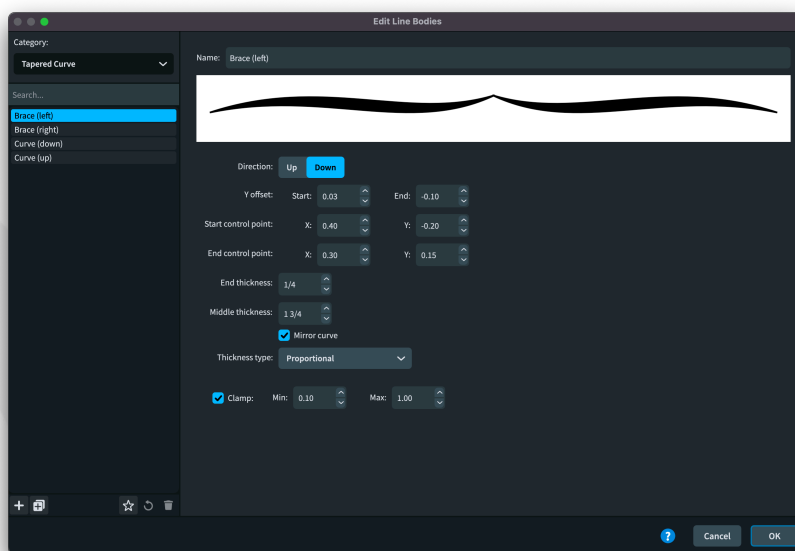 Edit Line Bodies
Category:
Tapered Curve
Search...
Brace (left)
Brace (right)
Curve (down)
Curve (up)
Name: Brace (left)
Direction: Up Down
Y offset: Start: 0.03 End: -0.10
Start control point: X: 0.40 Y: -0.20
End control point: X: 0.30 Y: 0.15
End thickness: 1/4
Middle thickness: 1 3/4
Mirror curve
Thickness type: Proportional
Clamp: Min: 0.10 Max: 1.00
? Cancel OK